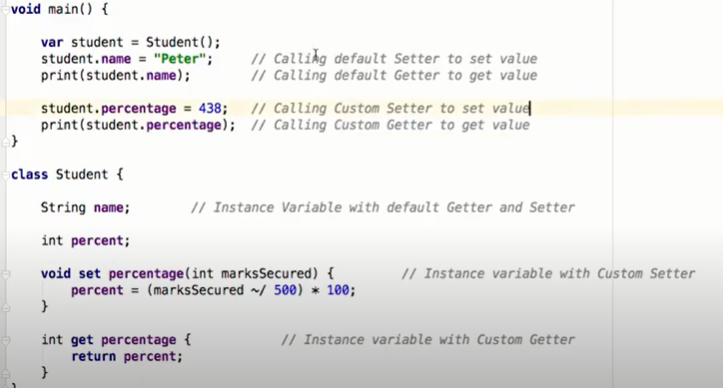 void main() {
var student = Student();
student.name = "Peter"; // Calling default Setter to set value
print(student.name); // Calling default Getter to get value
student.percentage = 438; // Calling Custom Setter to set value
print(student.percentage); // Calling Custom Getter to get value
}
class Student {
String name; // Instance Variable with default Getter and Setter
int percent;
void set percentage(int marksSecured) { // Instance variable with Custom Setter
percent = (marksSecured ~/ 500) * 100;
}
int get percentage { // Instance variable with Custom Getter
return percent;
}
}